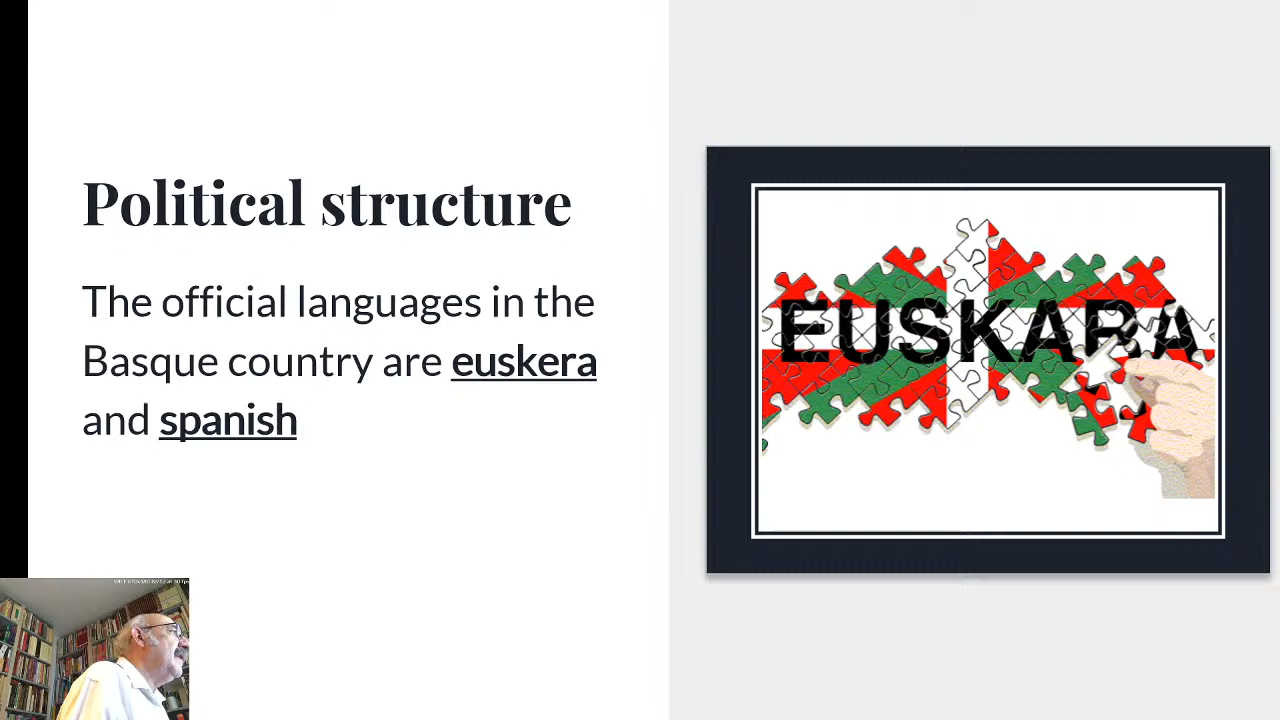 Political structure
The official languages in the
Basque country are euskera
and spanish
EUSKARA